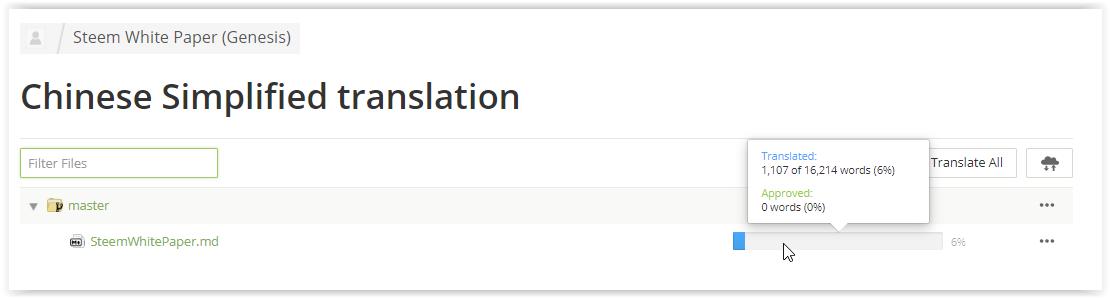 Steem White Paper (Genesis)
Chinese Simplified translation
Filter Files
Translated:
1,107 of 16,214 words (6%)
Approved:
0 words (0%)
Translate All
master
SteemWhitePaper.md
6%